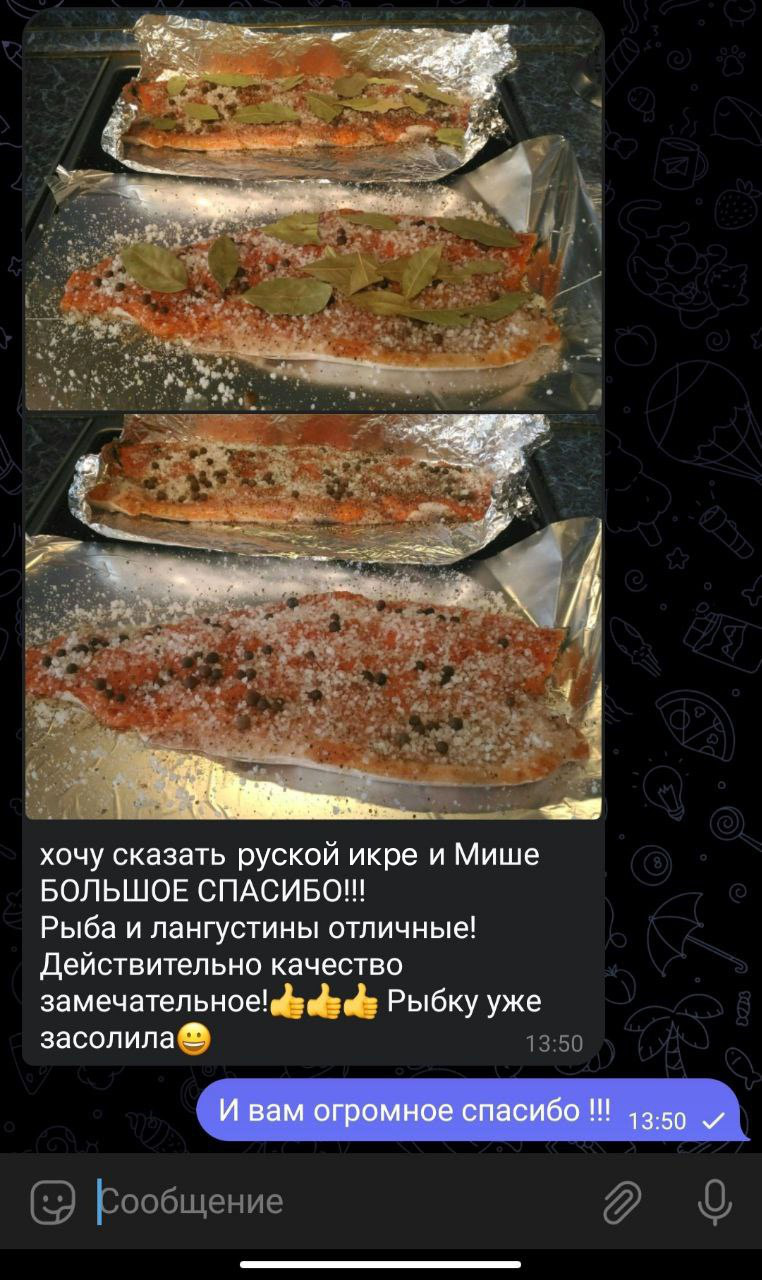 хочу сказать руской икре и Мише
БОЛЬШОЕ СПАСИБО!!!
Рыба и лангустины отличные!
Действительно качество
замечательное!👍👍👍 Рыбку уже
засолила😀
13:50
И вам огромное спасибо !!! 13:50
Сообщение